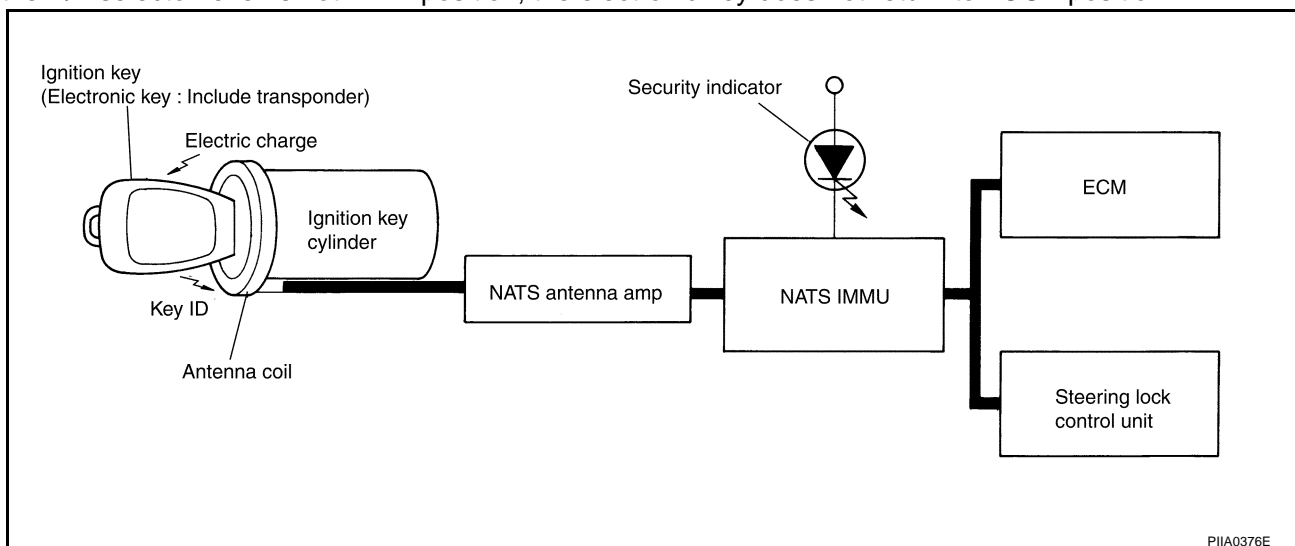 Ignition key
(Electronic key : Include transponder)
Electric charge
Security indicator
ECM
Ignition key
cylinder
NATS antenna amp
NATS IMMU
Key ID
Antenna coil
Steering lock
control unit
PIIA0376E